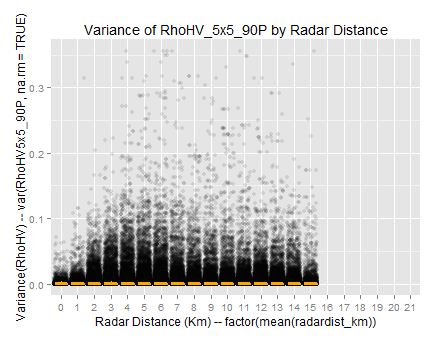 Variance of RhoHV_5x5_90P by Radar Distance
Variance(RhoHV) -- var(RhoHV5x5_90P, na.rm = TRUE)
0.3
0.2
0.1
0.0
0 1 2 3 4 5 6 7 8 9 10 11 12 13 14 15 16 17 18 19 20 21
Radar Distance (Km) -- factor(mean(radardist_km))